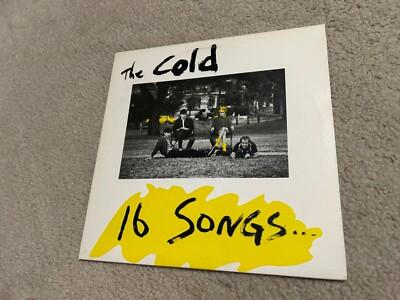 The Cold
16 SONGS...